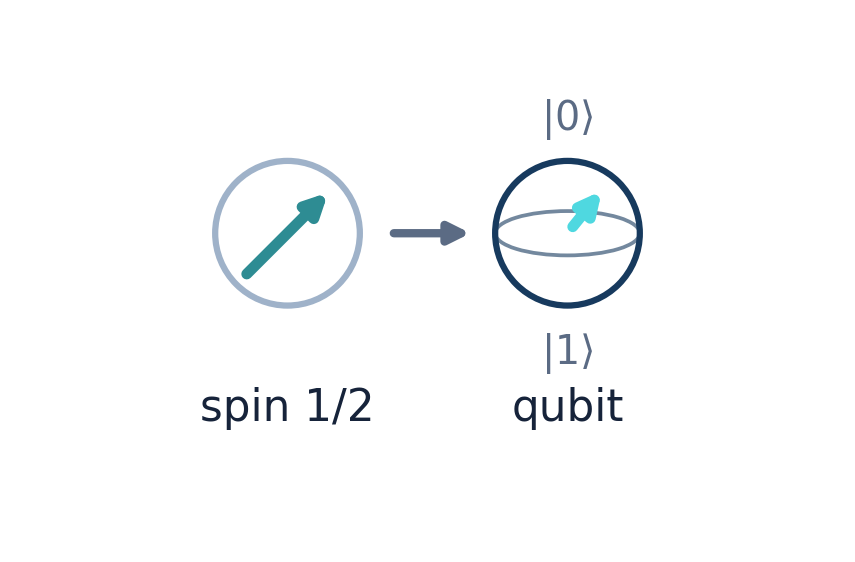 |0⟩
|1⟩
spin 1/2
qubit